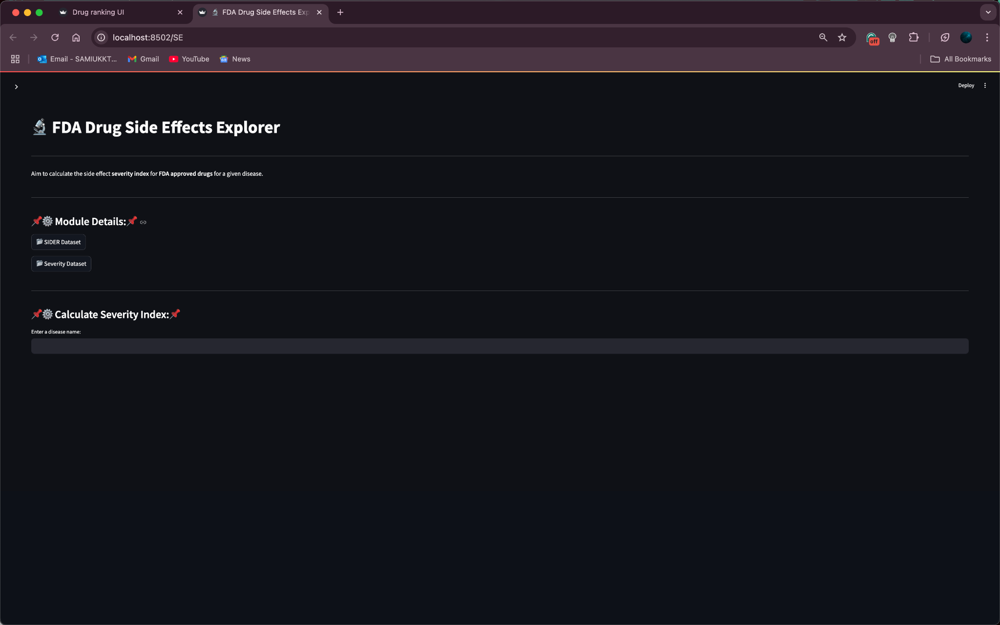 Drug ranking UI
FDA Drug Side Effects Exp
localhost:8502/SE
off
Email - SAMIUKKT...
Gmail
YouTube
News
All Bookmarks
Deploy
FDA Drug Side Effects Explorer
Aim to calculate the side effect severity index for FDA approved drugs for a given disease.
Module Details:
SIDER Dataset
Severity Dataset
Calculate Severity Index:
Enter a disease name: